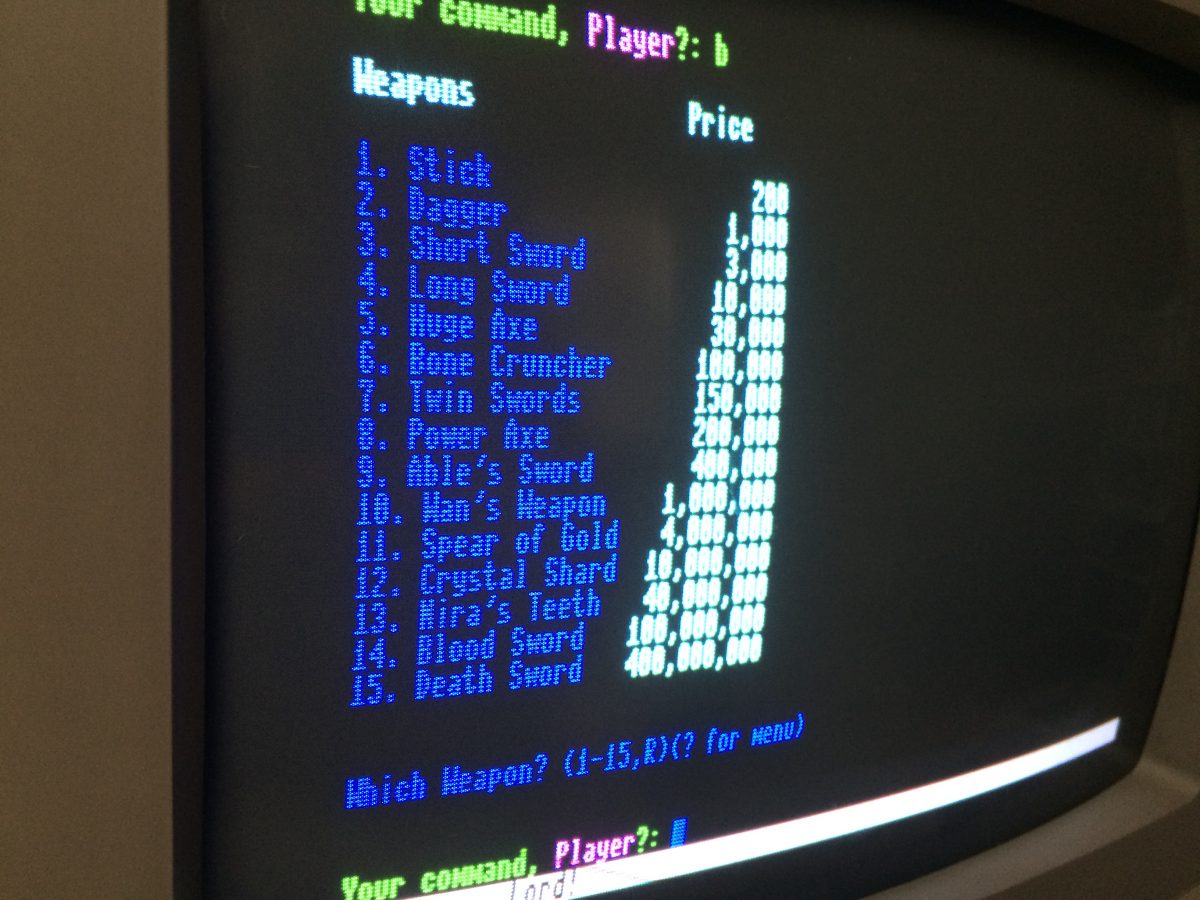 Your command, Player?: b
Weapons Price
1. Stick 200
2. Dagger 1,000
3. Short Sword 3,000
4. Long Sword 10,000
5. Huge Axe 30,000
6. Bone Cruncher 100,000
7. Twin Swords 150,000
8. Power Axe 200,000
9. Able's Sword 400,000
10. Wan's Weapon 1,000,000
11. Spear of Gold 4,000,000
12. Crystal Shard 10,000,000
13. Nira's Teeth 40,000,000
14. Blood Sword 100,000,000
15. Death Sword 400,000,000
Which Weapon? (1-15,R)(? for menu)
Your command, Player?:
Lord!